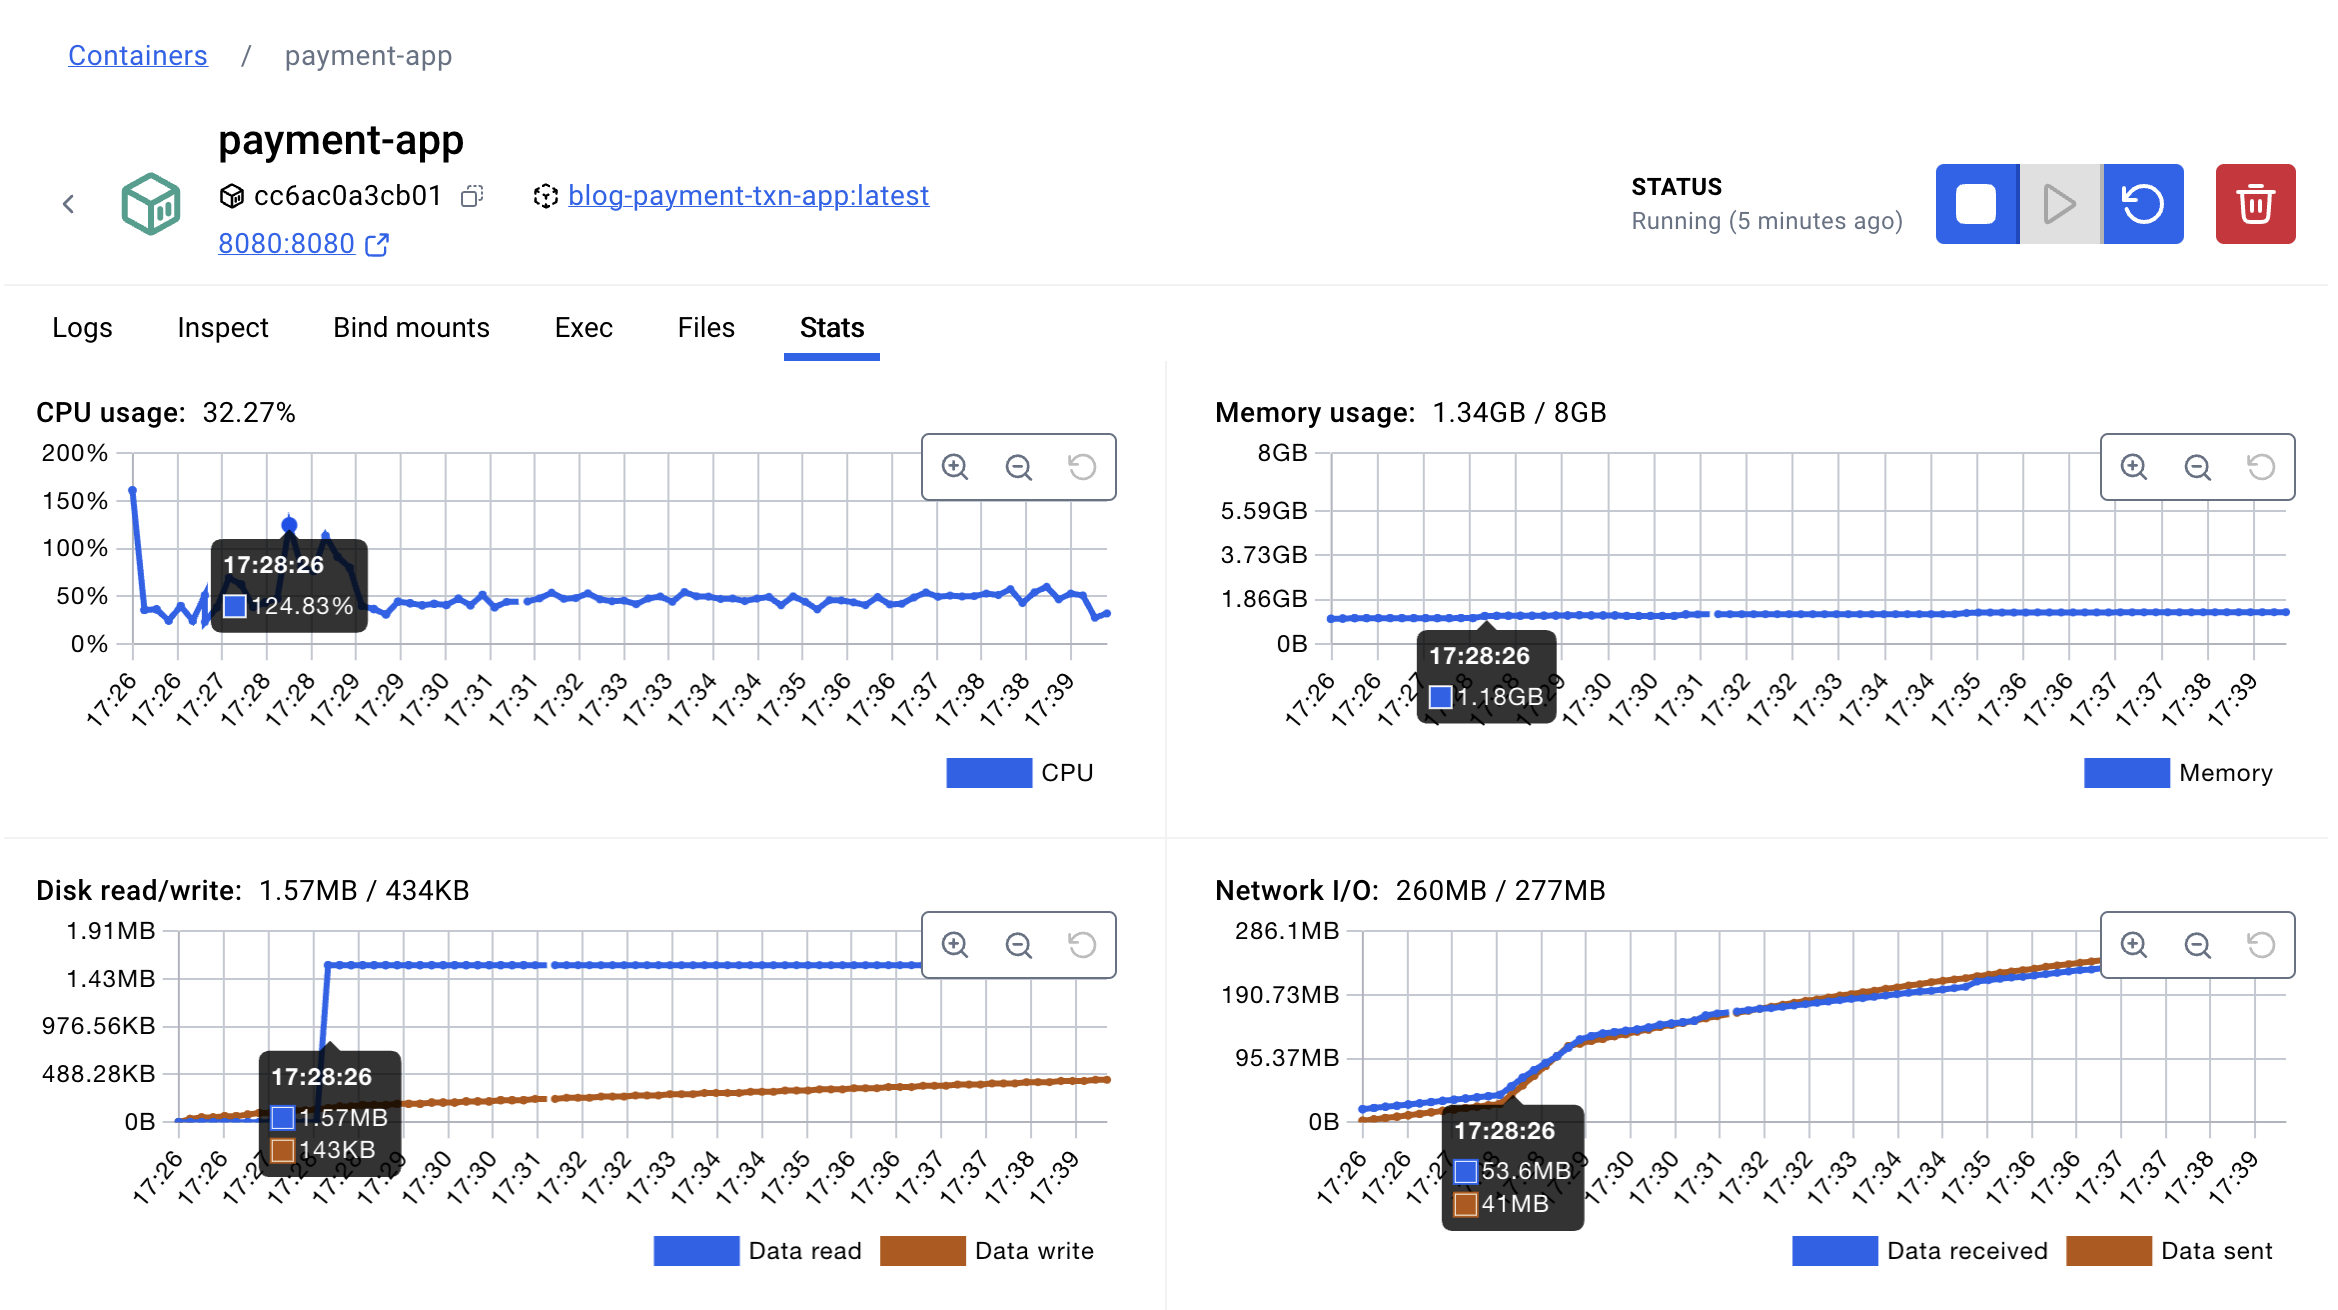 Containers / payment-app
payment-app
cc6ac0a3cb01 blog-payment-txn-app:latest
8080:8080
STATUS
Running (5 minutes ago)
Logs Inspect Bind mounts Exec Files Stats
CPU usage: 32.27%
200%
150%
100%
50%
0%
17:28:26
124.83%
17:26 17:26 17:27 17:28 17:28 17:29 17:29 17:30 17:31 17:31 17:32 17:33 17:33 17:34 17:34 17:35 17:36 17:36 17:37 17:38 17:38 17:39
CPU
Memory usage: 1.34GB / 8GB
8GB
5.59GB
3.73GB
1.86GB
0B
17:28:26
1.18GB
17:26 17:26 17:30 17:30 17:31 17:32 17:32 17:33 17:34 17:34 17:35 17:36 17:36 17:37 17:37 17:38 17:39
Memory
Disk read/write: 1.57MB / 434KB
1.91MB
1.43MB
976.56KB
488.28KB
0B
17:28:26
1.57MB
143KB
17:26 17:26 17:30 17:30 17:31 17:32 17:32 17:33 17:34 17:34 17:35 17:36 17:36 17:37 17:37 17:38 17:39
Data read Data write
Network I/O: 260MB / 277MB
286.1MB
190.73MB
95.37MB
0B
17:28:26
53.6MB
41MB
17:26 17:26 17:30 17:30 17:31 17:32 17:32 17:33 17:34 17:34 17:35 17:36 17:36 17:37 17:37 17:38 17:39
Data received Data sent